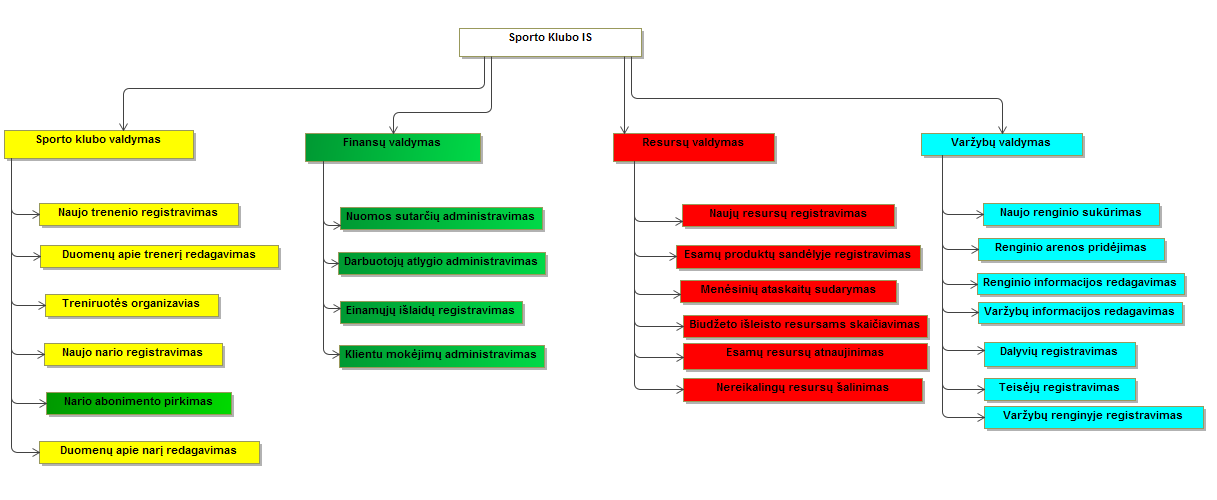 Sporto Klubo IS
Sporto klubo valdymas
Naujo trenenio registravimas
Duomenų apie trenerį redagavimas
Treniruotės organizavias
Naujo nario registravimas
Nario abonimento pirkimas
Duomenų apie narį redagavimas
Finansų valdymas
Nuomos sutarčių administravimas
Darbuotojų atlygio administravimas
Einamųjų išlaidų registravimas
Klientu mokėjimų administravimas
Resursų valdymas
Naujų resursų registravimas
Esamų produktų sandėlyje registravimas
Menėsinių ataskaitų sudarymas
Biudžeto išleisto resursams skaičiavimas
Esamų resursų atnaujinimas
Nereikalingų resursų šalinimas
Varžybų valdymas
Naujo renginio sukūrimas
Renginio arenos pridėjimas
Renginio informacijos redagavimas
Varžybų informacijos redagavimas
Dalyvių registravimas
Teisėjų registravimas
Varžybų renginyje registravimas